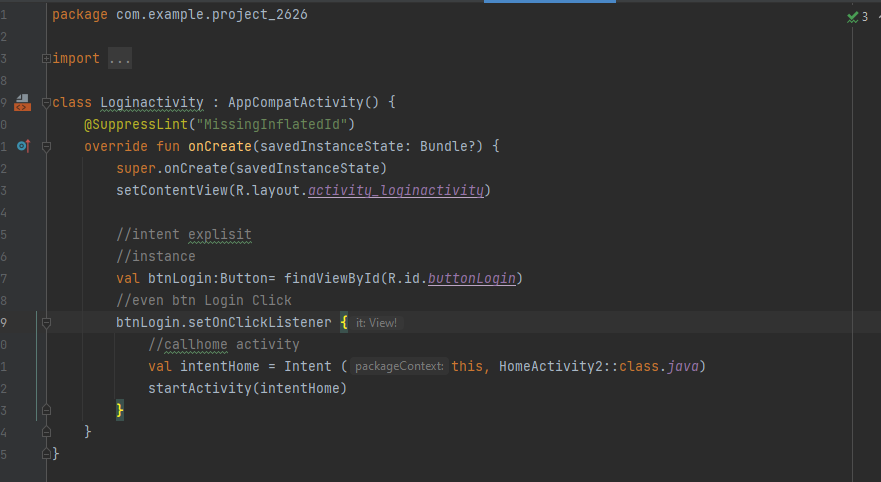 1 package com.example.project_2626
2
3 import ...
8
9 class Loginactivity : AppCompatActivity() {
0 @SuppressLint("MissingInflatedId")
1 override fun onCreate(savedInstanceState: Bundle?) {
2 super.onCreate(savedInstanceState)
3 setContentView(R.layout.activity_loginactivity)
4
5 //intent explisit
6 //instance
7 val btnLogin:Button= findViewById(R.id.buttonLogin)
8 //even btn Login Click
9 btnLogin.setOnClickListener { it: View!
0 //callhome activity
1 val intentHome = Intent ( packageContext: this, HomeActivity2::class.java)
2 startActivity(intentHome)
3 }
4 }
5 }
3